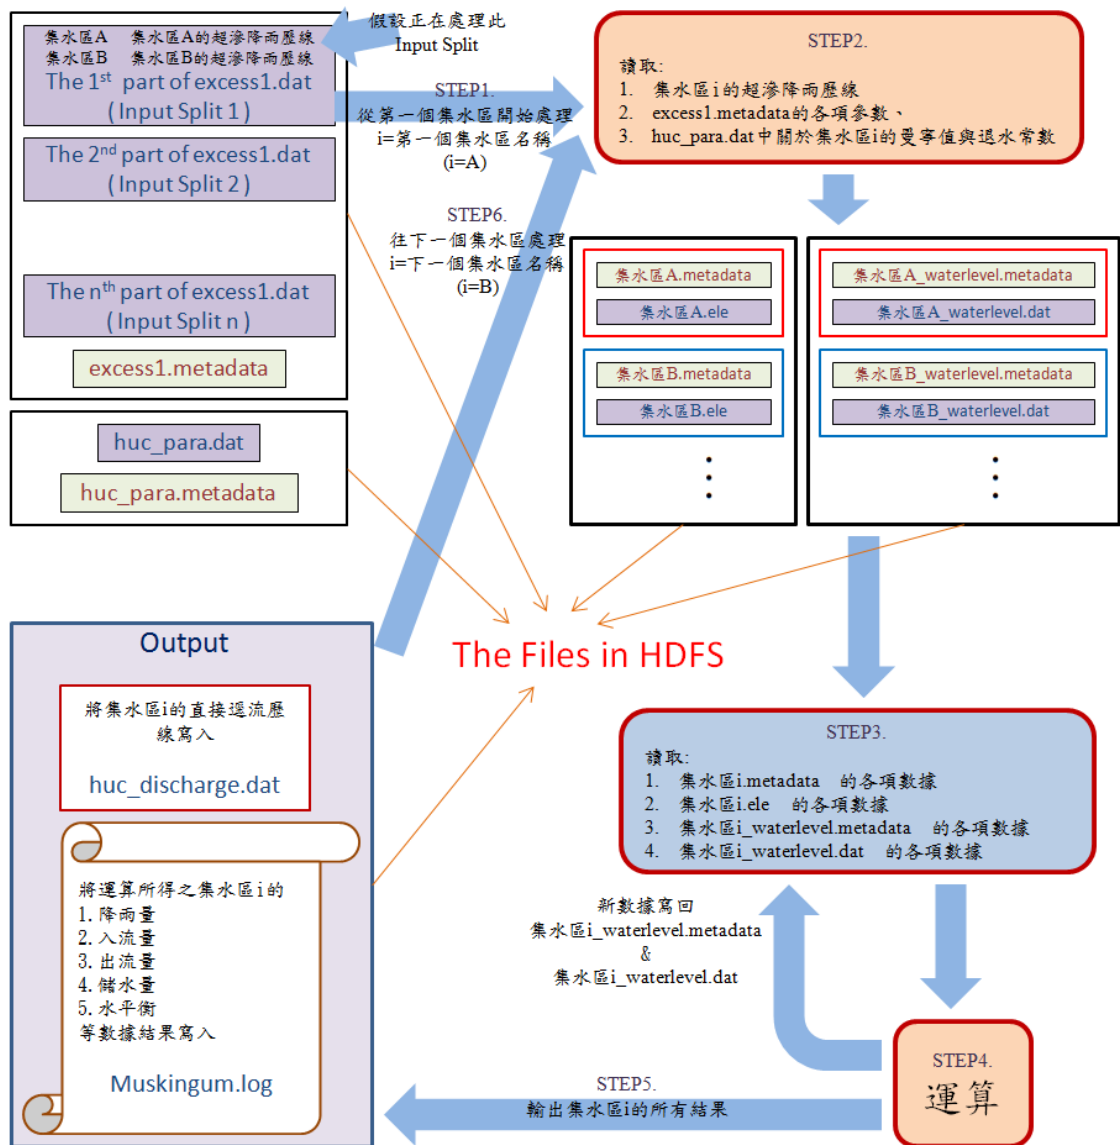 集水區A 集水區A的超滲降雨歷線
集水區B 集水區B的超滲降雨歷線
The 1st part of excess1.dat
( Input Split 1 )
The 2nd part of excess1.dat
( Input Split 2 )
The nth part of excess1.dat
( Input Split n )
excess1.metadata
huc_para.dat
huc_para.metadata
假設正在處理此
Input Split
STEP1.
從第一個集水區開始處理
i=第一個集水區名稱
(i=A)
STEP6.
往下一個集水區處理
i=下一個集水區名稱
(i=B)
STEP2.
讀取:
1. 集水區i的超滲降雨歷線
2. excess1.metadata的各項參數、
3. huc_para.dat中關於集水區i的曼寧值與退水常數
集水區A.metadata
集水區A.ele
集水區B.metadata
集水區B.ele
集水區A_waterlevel.metadata
集水區A_waterlevel.dat
集水區B_waterlevel.metadata
集水區B_waterlevel.dat
The Files in HDFS
STEP3.
讀取:
1. 集水區i.metadata 的各項數據
2. 集水區i.ele 的各項數據
3. 集水區i_waterlevel.metadata 的各項數據
4. 集水區i_waterlevel.dat 的各項數據
新數據寫回
集水區i_waterlevel.metadata
&
集水區i_waterlevel.dat
STEP4.
運算
STEP5.
輸出集水區i的所有結果
Output
將集水區i的直接逕流歷
線寫入
huc_discharge.dat
將運算所得之集水區i的
1.降雨量
2.入流量
3.出流量
4.儲水量
5.水平衡
等數據結果寫入
Muskingum.log